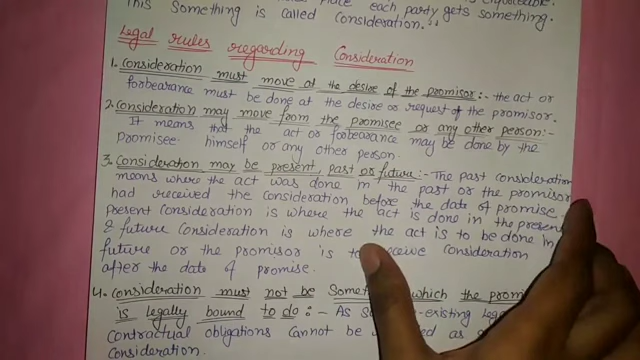 This Something is called Consideration." place each party gets something.
Legal rules regarding Consideration
1. Consideration must move at the desire of the promisor:- the act or
forbearance must be done at the desire or request of the promisor.
2. Consideration may move from the promisee or any other person:-
It means that the act or forbearance may be done by the
promisee himself or any other person.
3. Consideration may be present, past or future:- The past consideration
means where the act was done in the past or the promisor
had received the consideration before the date of promise.
present consideration is where the act is done in the present
& future Consideration is where the act is to be done in
future or the promisor is to receive consideration
after the date of promise.
4. Consideration must not be Something which the
is legally bound to do:- As
Contractual obligations Cannot be as
Consideration.